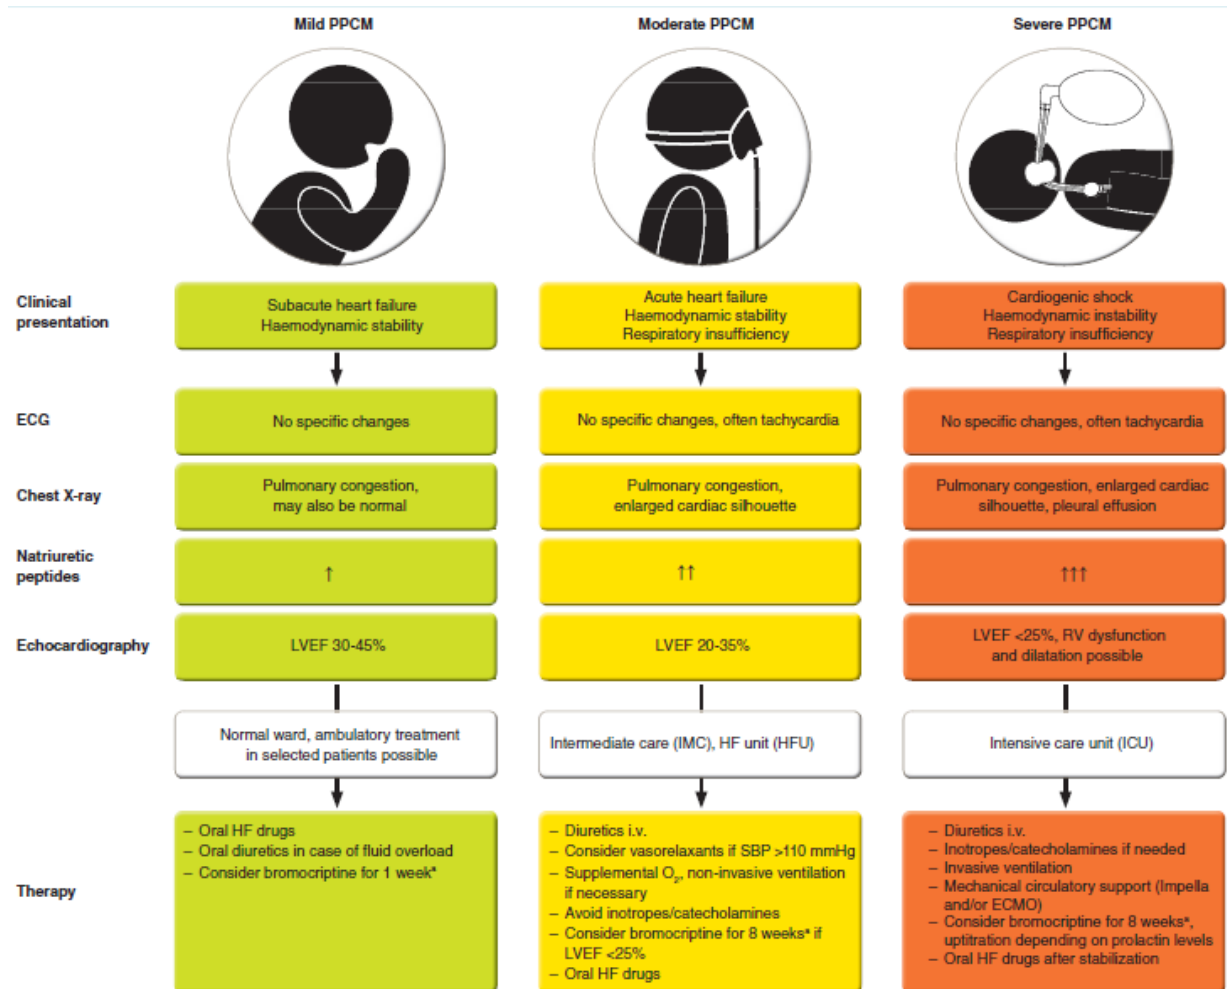 Mild PPCM
Moderate PPCM
Severe PPCM
Clinical
presentation
Subacute heart failure
Haemodynamic stability
Acute heart failure
Haemodynamic stability
Respiratory insufficiency
Cardiogenic shock
Haemodynamic instability
Respiratory insufficiency
ECG
No specific changes
No specific changes, often tachycardia
No specific changes, often tachycardia
Chest X-ray
Pulmonary congestion,
may also be normal
Pulmonary congestion,
enlarged cardiac silhouette
Pulmonary congestion, enlarged cardiac
silhouette, pleural effusion
Natriuretic
peptides
↑
↑↑
↑↑↑
Echocardiography
LVEF 30-45%
LVEF 20-35%
LVEF <25%, RV dysfunction
and dilatation possible
Normal ward, ambulatory treatment
in selected patients possible
Intermediate care (IMC), HF unit (HFU)
Intensive care unit (ICU)
Therapy
– Oral HF drugs
– Oral diuretics in case of fluid overload
– Consider bromocriptine for 1 weekª
– Diuretics i.v.
– Consider vasorelaxants if SBP >110 mmHg
– Supplemental O₂, non-invasive ventilation
if necessary
– Avoid inotropes/catecholamines
– Consider bromocriptine for 8 weeksª if
LVEF <25%
– Oral HF drugs
– Diuretics i.v.
– Inotropes/catecholamines if needed
– Invasive ventilation
– Mechanical circulatory support (Impella
and/or ECMO)
– Consider bromocriptine for 8 weeksª,
uptitration depending on prolactin levels
– Oral HF drugs after stabilization